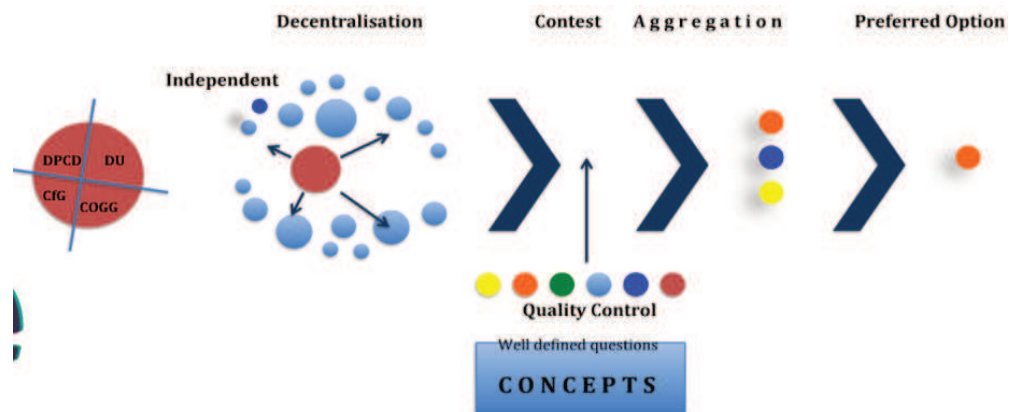 Decentralisation
Contest
Aggregation
Preferred Option
Independent
DPCD
DU
CfG
COGG
Quality Control
Well defined questions
CONCEPTS